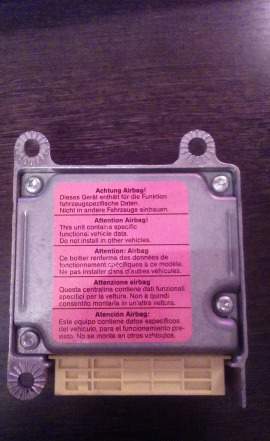 Achtung Airbag!
Dieses Gerät enthält für die Funktion
fahrzeugspezifische Daten.
Nicht in andere Fahrzeuge einbauen.
Attention Airbag!
This unit contains specific
functional vehicle data.
Do not install in other vehicles.
Attention: Airbag
Ce boîtier renferme des données de
fonctionnement spécifiques à ce modèle.
Ne pas installer dans d'autres véhicules.
Attenzione airbag
Questa centralina contiene dati funzionali
specifici per la vettura. Non è quindi
consentito montarla in un'altra vettura.
Atención Airbag:
Este equipo contiene datos específicos
del vehículo, para el funcionamiento pre-
visto. No se monte en otros vehículos.